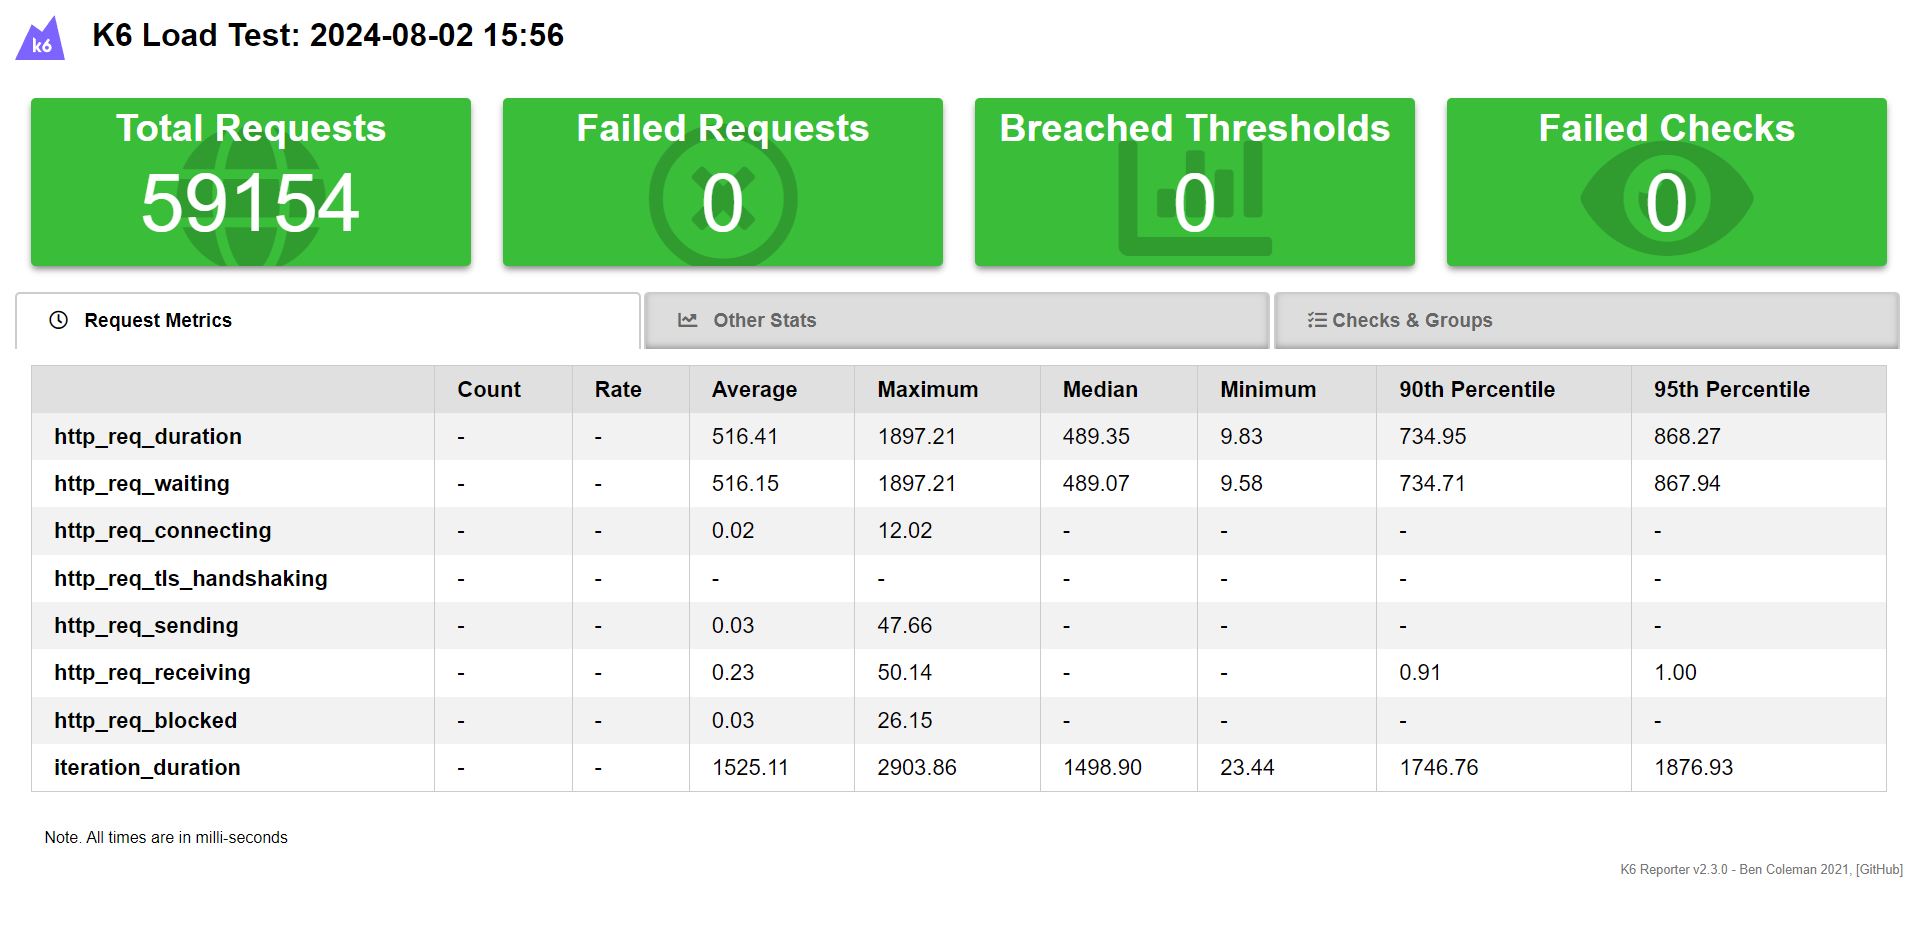 k6
K6 Load Test: 2024-08-02 15:56
Total Requests
59154
Failed Requests
0
Breached Thresholds
0
Failed Checks
0
Request Metrics
Other Stats
Checks & Groups
Count Rate Average Maximum Median Minimum 90th Percentile 95th Percentile
http_req_duration - - 516.41 1897.21 489.35 9.83 734.95 868.27
http_req_waiting - - 516.15 1897.21 489.07 9.58 734.71 867.94
http_req_connecting - - 0.02 12.02 - - - -
http_req_tls_handshaking - - - - - - - -
http_req_sending - - 0.03 47.66 - - - -
http_req_receiving - - 0.23 50.14 - - 0.91 1.00
http_req_blocked - - 0.03 26.15 - - - -
iteration_duration - - 1525.11 2903.86 1498.90 23.44 1746.76 1876.93
Note. All times are in milli-seconds
K6 Reporter v2.3.0 - Ben Coleman 2021, [GitHub]